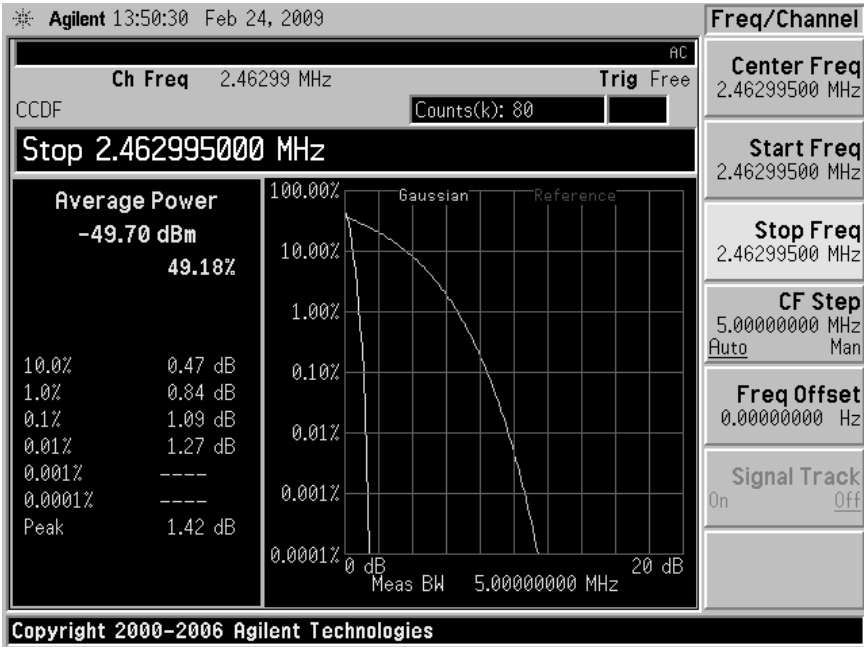 Agilent 13:50:30 Feb 24, 2009
Freq/Channel
AC
Ch Freq 2.46299 MHz Trig Free
CCDF Counts(k): 80
Stop 2.462995000 MHz
Average Power
-49.70 dBm
49.18%
10.0% 0.47 dB
1.0% 0.84 dB
0.1% 1.09 dB
0.01% 1.27 dB
0.001% ----
0.0001% ----
Peak 1.42 dB
Gaussian Reference
100.00%
10.00%
1.00%
0.10%
0.01%
0.001%
0.0001%
0 dB 20 dB
Meas BW 5.00000000 MHz
Center Freq
2.46299500 MHz
Start Freq
2.46299500 MHz
Stop Freq
2.46299500 MHz
CF Step
5.00000000 MHz
Auto Man
Freq Offset
0.00000000 Hz
Signal Track
On Off
Copyright 2000-2006 Agilent Technologies